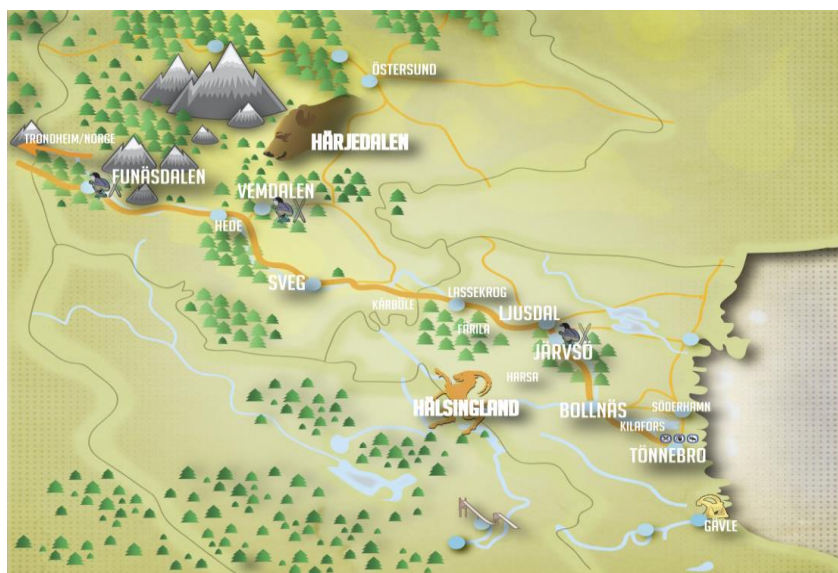 ÖSTERSUND
TRONDHEIM/NORGE
HÄRJEDALEN
FUNÄSDALEN
VEMDALEN
HEDE
SVEG
LASSEKROG
KÅRBÖLE
LJUSDAL
FÄRILA
JÄRVSÖ
HARSA
HÄLSINGLAND
BOLLNÄS
SÖDERHAMN
KILAFORS
TÖNNEBRO
GÄVLE